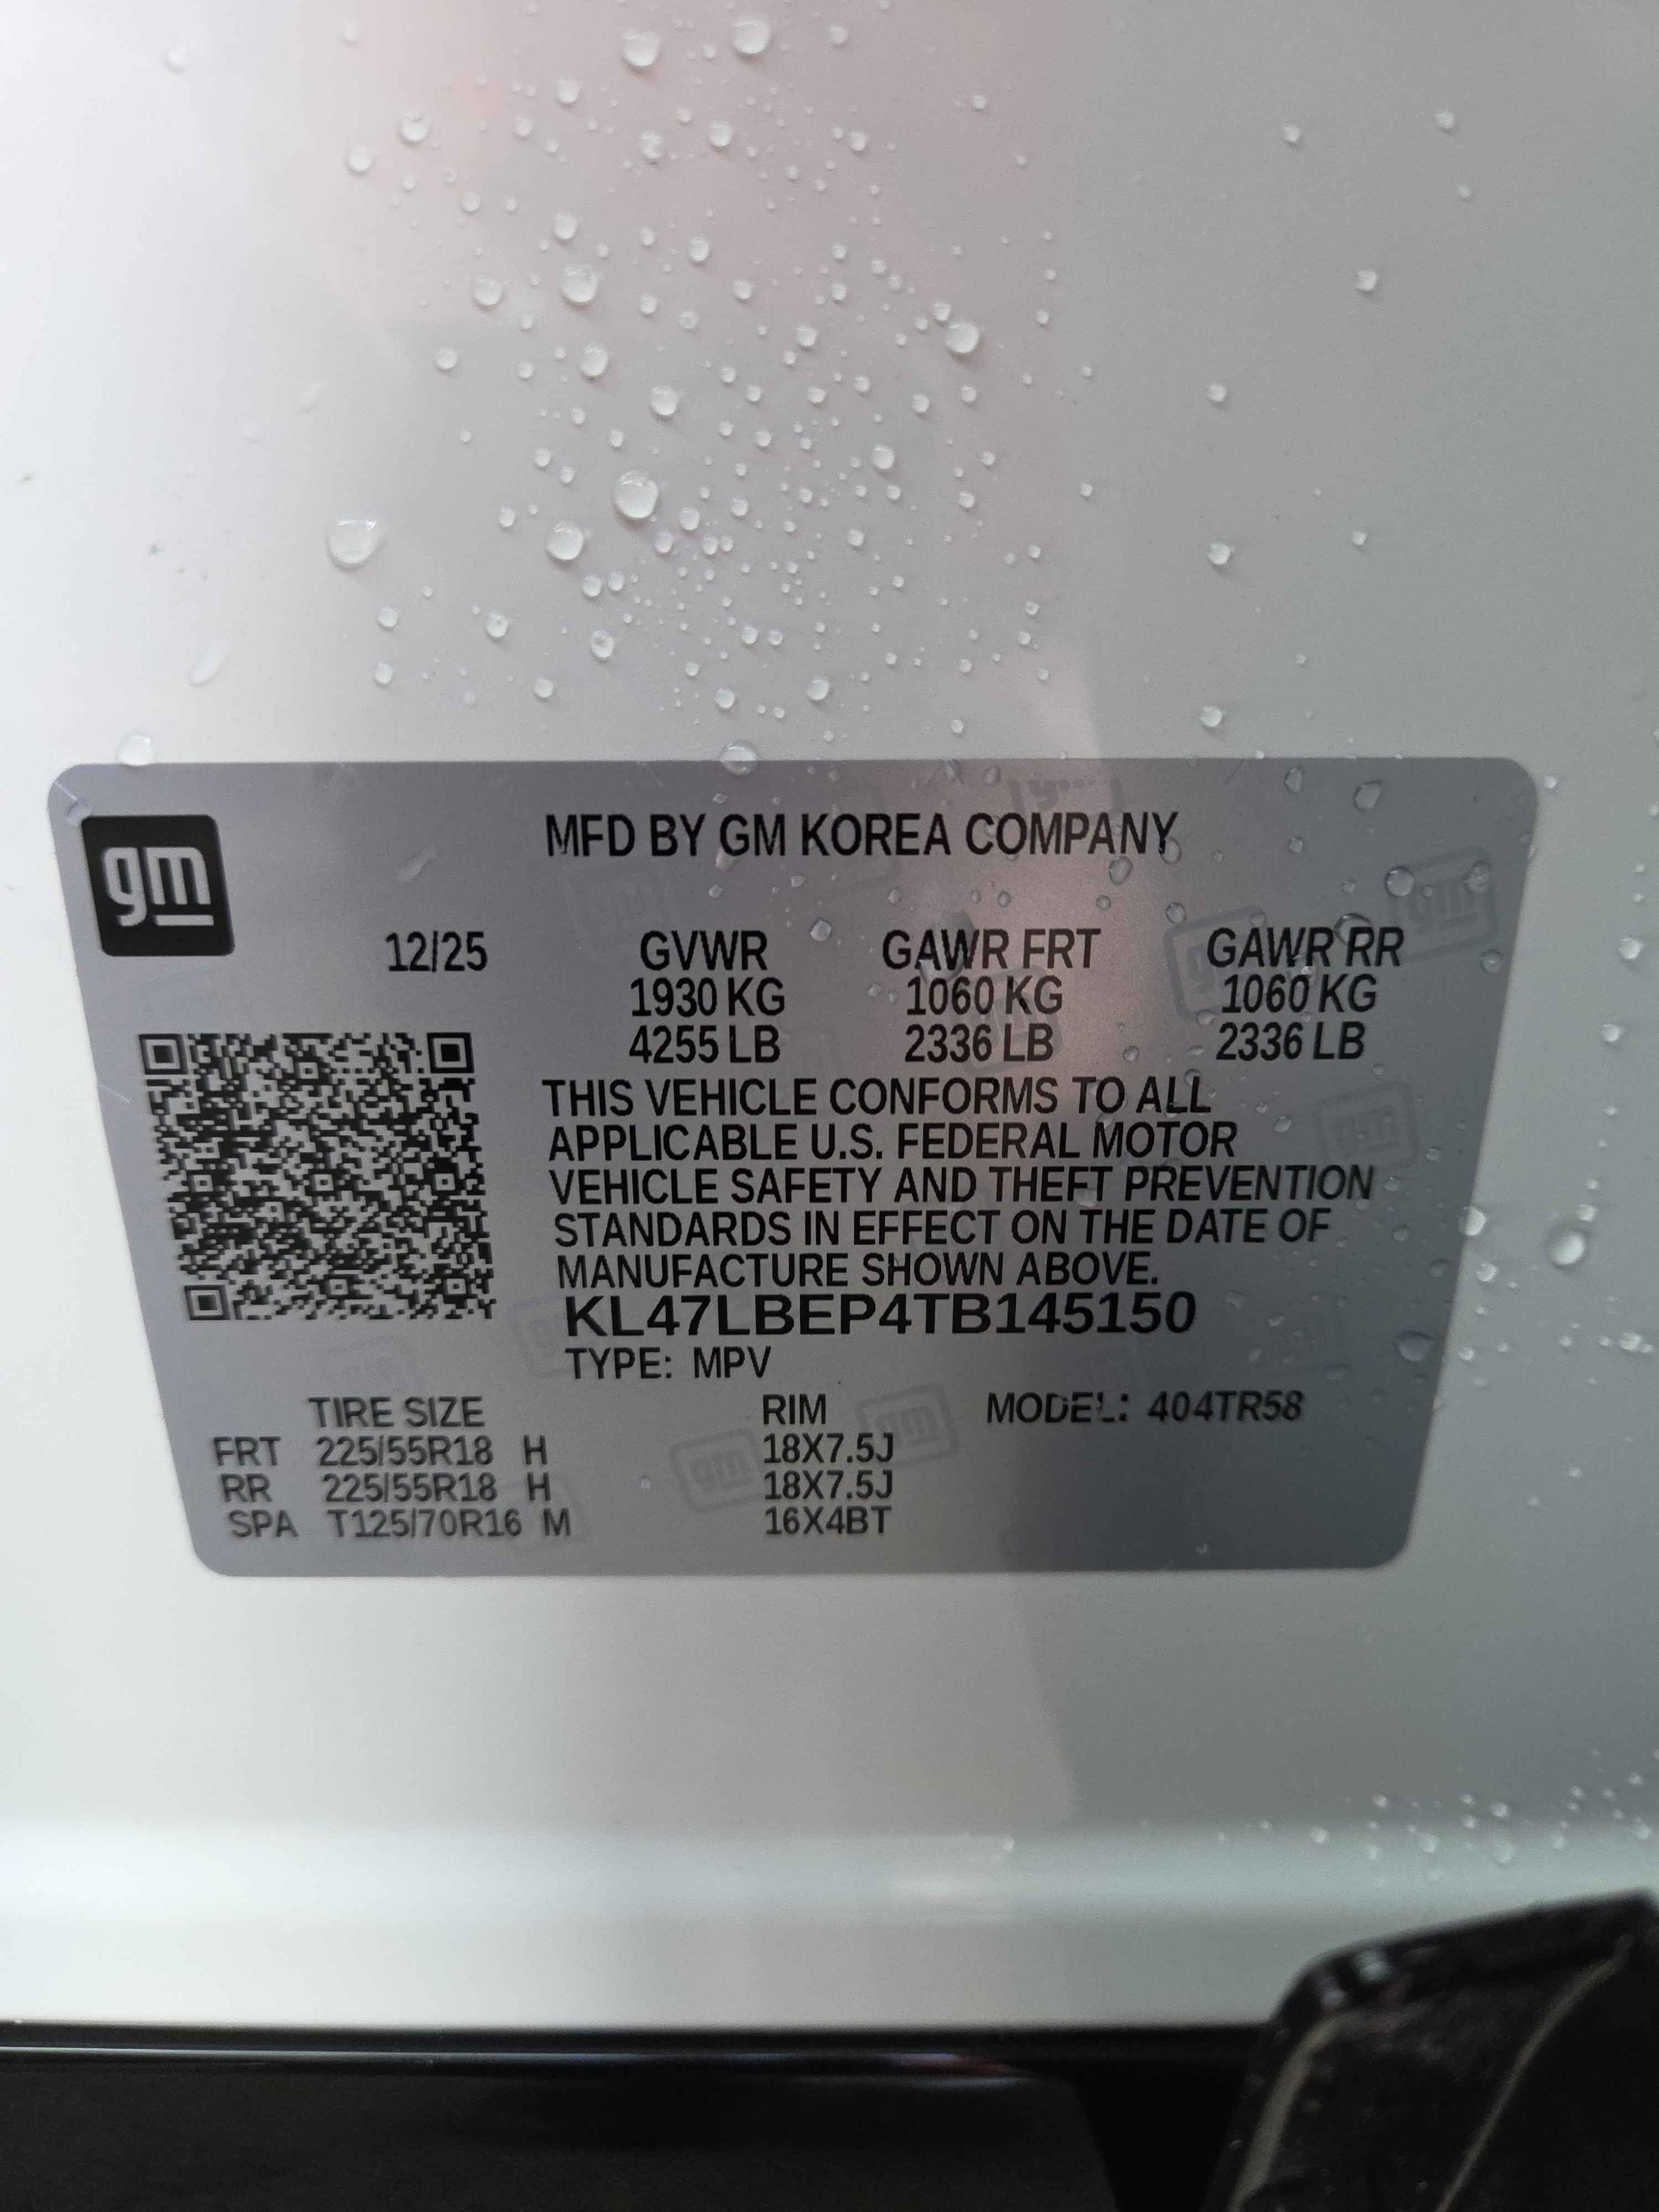 gm
MFD BY GM KOREA COMPANY
12/25 GVWR GAWR FRT GAWR RR
1930 KG 1060 KG 1060 KG
4255 LB 2336 LB 2336 LB
THIS VEHICLE CONFORMS TO ALL
APPLICABLE U.S. FEDERAL MOTOR
VEHICLE SAFETY AND THEFT PREVENTION
STANDARDS IN EFFECT ON THE DATE OF
MANUFACTURE SHOWN ABOVE.
KL47LBEP4TB145150
TYPE: MPV
TIRE SIZE RIM MODEL: 404TR58
FRT 225/55R18 H 18X7.5J
RR 225/55R18 H 18X7.5J
SPA T125/70R16 M 16X4BT